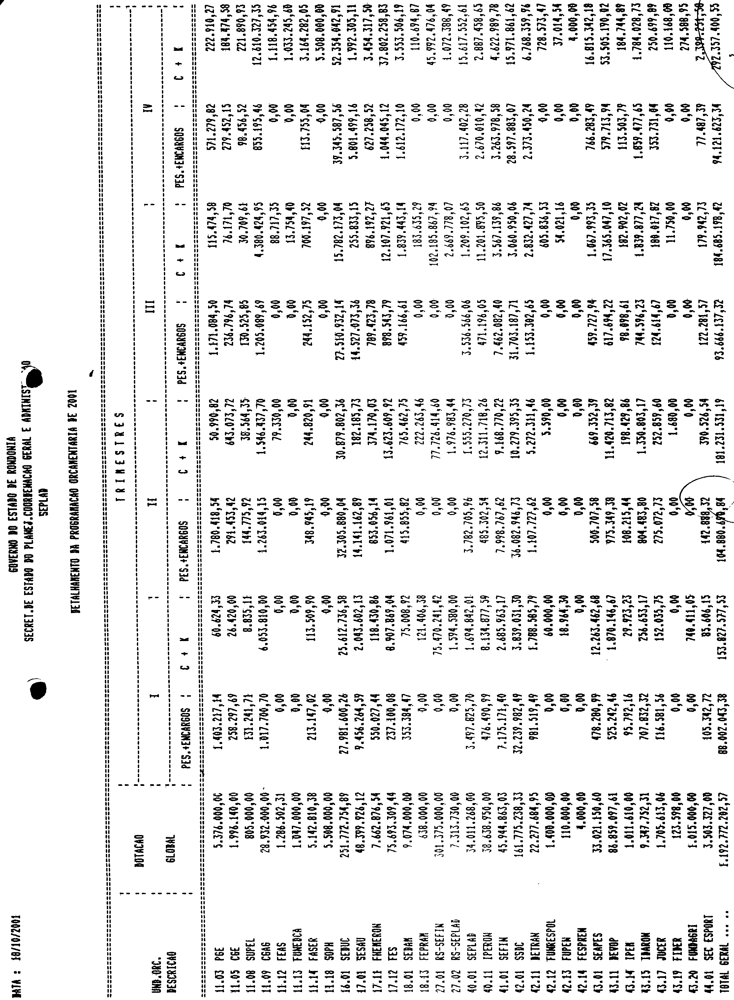 DATA : 18/10/2001
GOVERNO DO ESTADO DE RONDONIA
SECRET.DE ESTADO DO PLANEJ.COORDENACAO GERAL E ADMINIST AO
SEPLAD
DETALHAMENTO DA PROGRAMACAO ORCAMENTARIA DE 2001
T R I M E S T R E S
UND.ORC. DOTACAO I II III IV
DESCRICAO GLOBAL PES.+ENCARGOS C + K PES.+ENCARGOS C + K PES.+ENCARGOS C + K PES.+ENCARGOS C + K
11.03 PGE 5.376.000,00 1.403.217,14 60.624,33 1.780.418,54 50.990,82 1.171.084,50 115.474,58 571.279,82 222.910,27
11.05 CGE 1.996.140,00 258.297,69 26.420,00 291.453,42 643.073,72 236.796,74 76.171,70 279.452,15 184.474,58
11.08 SUPEL 805.000,00 131.241,71 8.835,11 144.775,92 38.564,35 130.525,85 30.709,61 98.456,52 221.890,93
11.09 CGAG 28.932.000,00 1.017.700,70 6.053.810,00 1.263.014,15 1.546.437,70 1.205.089,69 4.380.424,95 855.195,46 12.610.327,35
11.12 FEAS 1.286.502,31 0,00 0,00 0,00 79.330,00 0,00 88.717,35 0,00 1.118.454,96
11.13 FUNEDCA 1.047.000,00 0,00 0,00 0,00 0,00 0,00 13.754,40 0,00 1.033.245,60
11.14 FASER 5.142.810,38 213.147,02 113.509,90 348.945,19 244.820,91 244.152,75 700.197,52 113.755,04 3.164.282,05
11.18 SOPH 5.508.000,00 0,00 0,00 0,00 0,00 0,00 0,00 0,00 5.508.000,00
16.01 SEDUC 251.772.754,89 27.981.600,26 25.612.736,58 32.305.880,04 30.879.802,36 27.510.932,14 15.782.173,04 39.345.587,56 52.354.042,91
17.01 SESAU 48.399.926,12 9.456.264,59 2.043.602,13 14.141.162,89 182.185,73 14.527.073,36 255.833,15 5.801.499,16 1.992.305,11
17.11 FHEMERON 7.662.876,54 550.027,44 118.430,86 853.056,14 374.170,03 789.423,78 896.192,27 627.258,52 3.454.317,50
17.12 FES 75.693.309,44 237.100,08 8.907.869,04 1.071.961,01 13.623.609,92 898.543,79 12.107.921,65 1.044.045,12 37.802.258,83
18.01 SEDAM 9.074.000,00 353.384,47 75.008,92 415.855,82 765.462,75 459.166,61 1.839.443,14 1.612.172,10 3.553.506,19
18.13 FEPRAM 638.000,00 0,00 121.406,38 0,00 222.263,46 0,00 183.635,29 0,00 110.694,87
27.01 RS-SEFIN 301.375.000,00 0,00 75.470.241,42 0,00 77.726.414,60 0,00 102.185.867,94 0,00 45.992.476,04
27.02 RS-SEPLAD 7.313.730,00 0,00 1.594.580,00 0,00 1.976.983,44 0,00 2.669.778,07 0,00 1.072.388,49
40.01 SEPLAD 34.011.268,00 3.497.825,70 1.694.842,01 3.782.705,96 1.555.270,73 3.536.566,06 1.209.102,65 3.117.402,28 15.617.552,61
40.11 IPERON 38.638.950,00 476.490,99 8.134.877,59 485.302,54 12.311.718,26 471.196,05 11.201.895,50 2.670.010,42 2.887.458,65
41.01 SEFIN 45.944.863,03 7.175.171,40 2.685.963,17 7.998.767,62 9.168.770,22 7.462.082,40 3.567.139,86 3.263.978,58 4.622.989,78
42.01 SSDC 161.775.238,33 32.239.982,49 3.839.031,30 36.082.946,73 10.279.395,35 31.703.187,71 3.060.950,06 28.597.883,07 15.971.861,62
42.11 DETRAN 22.277.684,95 981.519,49 1.788.585,79 1.107.727,62 5.272.311,46 1.153.302,65 2.832.427,74 2.373.450,24 6.768.359,96
42.12 FUNRESPOL 1.400.000,00 0,00 60.000,00 0,00 5.590,00 0,00 605.836,53 0,00 728.573,47
42.13 FUPEN 110.000,00 0,00 18.964,30 0,00 0,00 0,00 54.021,16 0,00 37.014,54
42.14 FESPREN 4.000,00 0,00 0,00 0,00 0,00 0,00 0,00 0,00 4.000,00
43.01 SEAPES 33.021.150,60 478.280,99 12.263.462,68 500.707,58 669.352,39 459.727,94 1.067.993,35 766.283,49 16.815.342,18
43.11 DEVOP 86.859.097,61 525.242,46 1.870.146,67 975.349,38 11.420.713,82 617.694,22 17.365.047,10 579.713,94 53.505.190,02
43.14 IPEM 1.011.610,00 95.792,16 29.923,23 108.215,44 198.429,86 98.098,61 182.902,02 113.503,79 184.744,89
43.15 IDARON 9.347.752,31 707.832,32 256.653,17 804.483,80 1.350.803,17 744.596,23 1.839.877,24 1.859.477,65 1.784.028,73
43.17 JUCER 1.705.613,06 116.581,56 152.035,75 275.072,73 252.859,60 124.614,67 180.017,82 353.731,04 250.699,89
43.19 FIDER 123.598,00 0,00 0,00 0,00 1.680,00 0,00 11.750,00 0,00 110.168,00
43.20 FUNDAGRI 1.015.000,00 0,00 740.411,05 0,00 0,00 0,00 0,00 0,00 274.588,95
44.01 SEC ESPORT 3.503.327,00 105.342,72 85.606,15 142.888,32 390.526,54 122.281,57 179.942,73 77.487,39 2.399.251,58
TOTAL GERAL ... .. 1.192.772.202,57 88.002.043,38 153.827.577,53 104.880.690,84 181.231.531,19 93.666.137,32 184.685.198,42 94.121.623,34 292.357.400,55